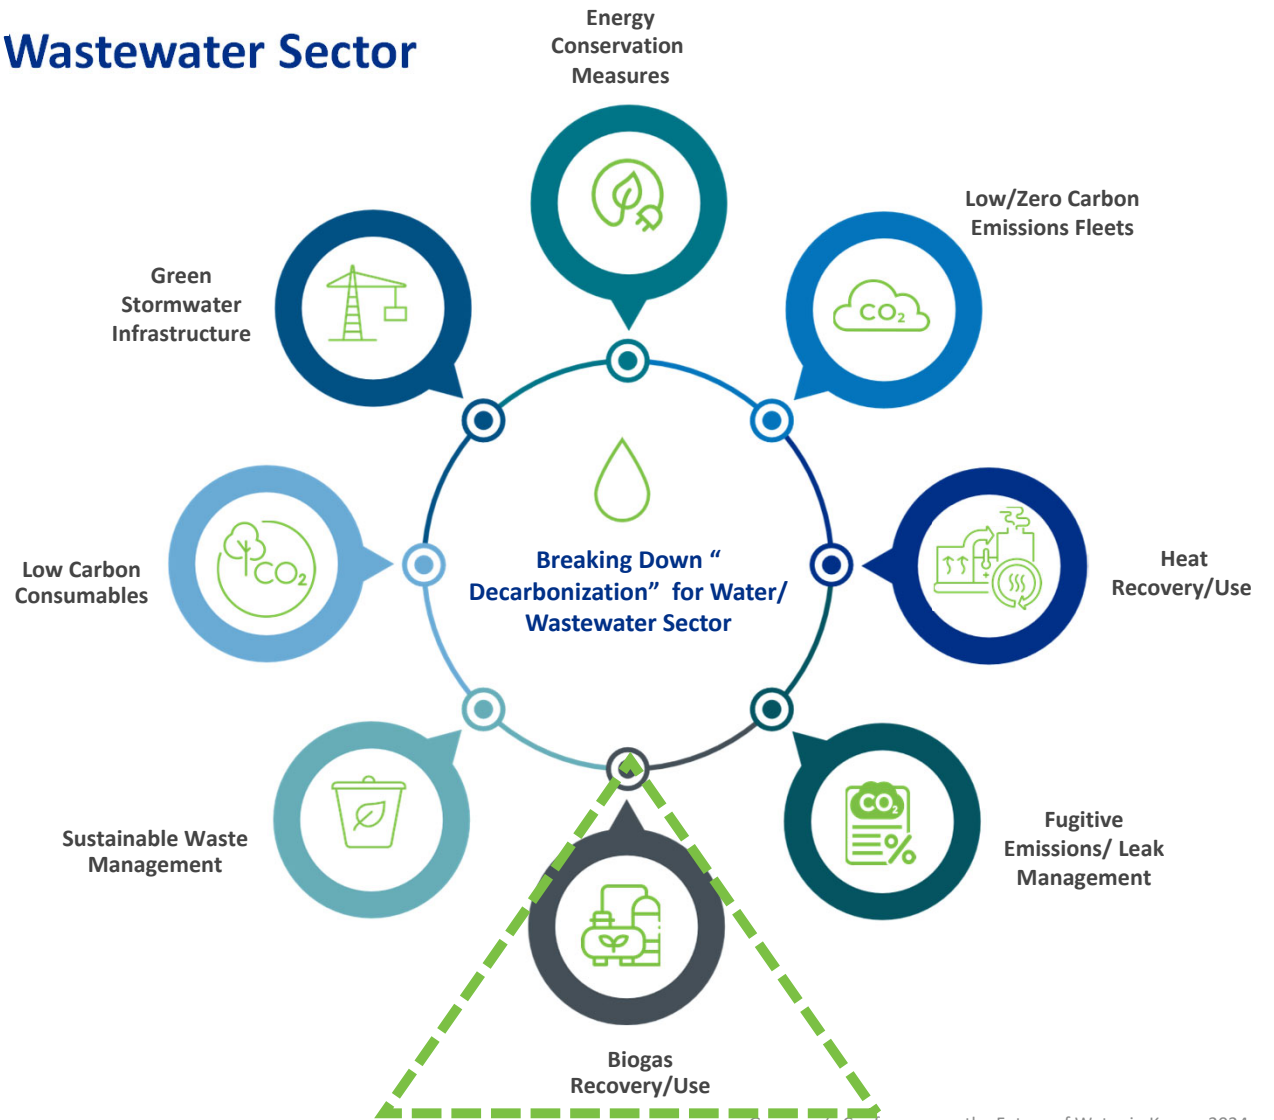 Wastewater Sector
Energy
Conservation
Measures
Low/Zero Carbon
Emissions Fleets
Green
Stormwater
Infrastructure
CO₂
Breaking Down “
Decarbonization” for Water/
Wastewater Sector
Low Carbon
Consumables
CO₂
Heat
Recovery/Use
Sustainable Waste
Management
CO₂
%
Fugitive
Emissions/ Leak
Management
Biogas
Recovery/Use